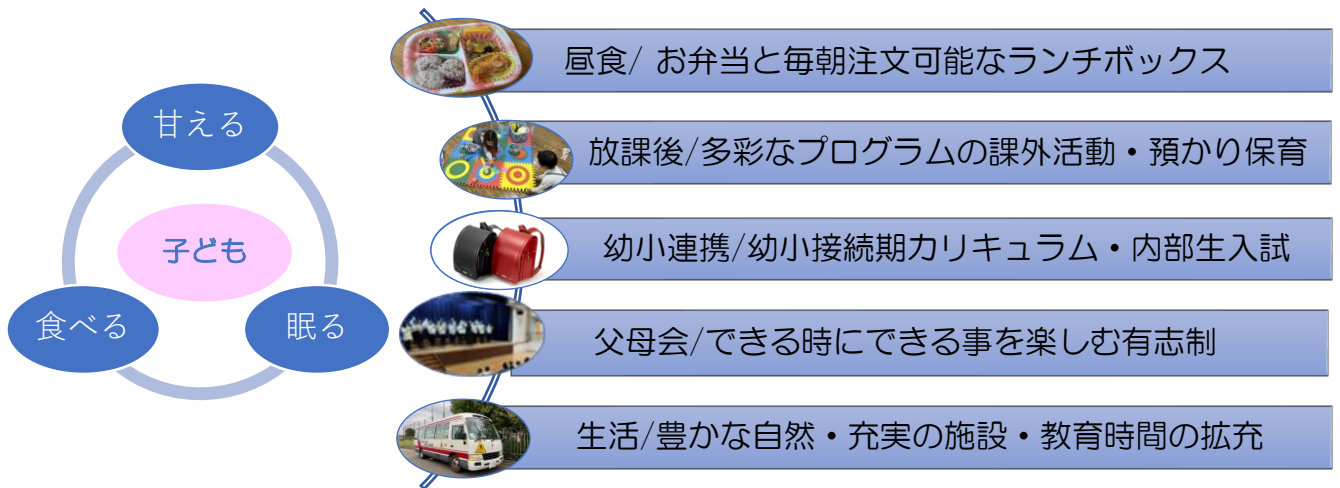 甘える
子ども
食べる
眠る
昼食/ お弁当と毎朝注文可能なランチボックス
放課後/多彩なプログラムの課外活動・預かり保育
幼小連携/幼小接続期カリキュラム・内部生入試
父母会/できる時にできる事を楽しむ有志制
生活/豊かな自然・充実の施設・教育時間の拡充